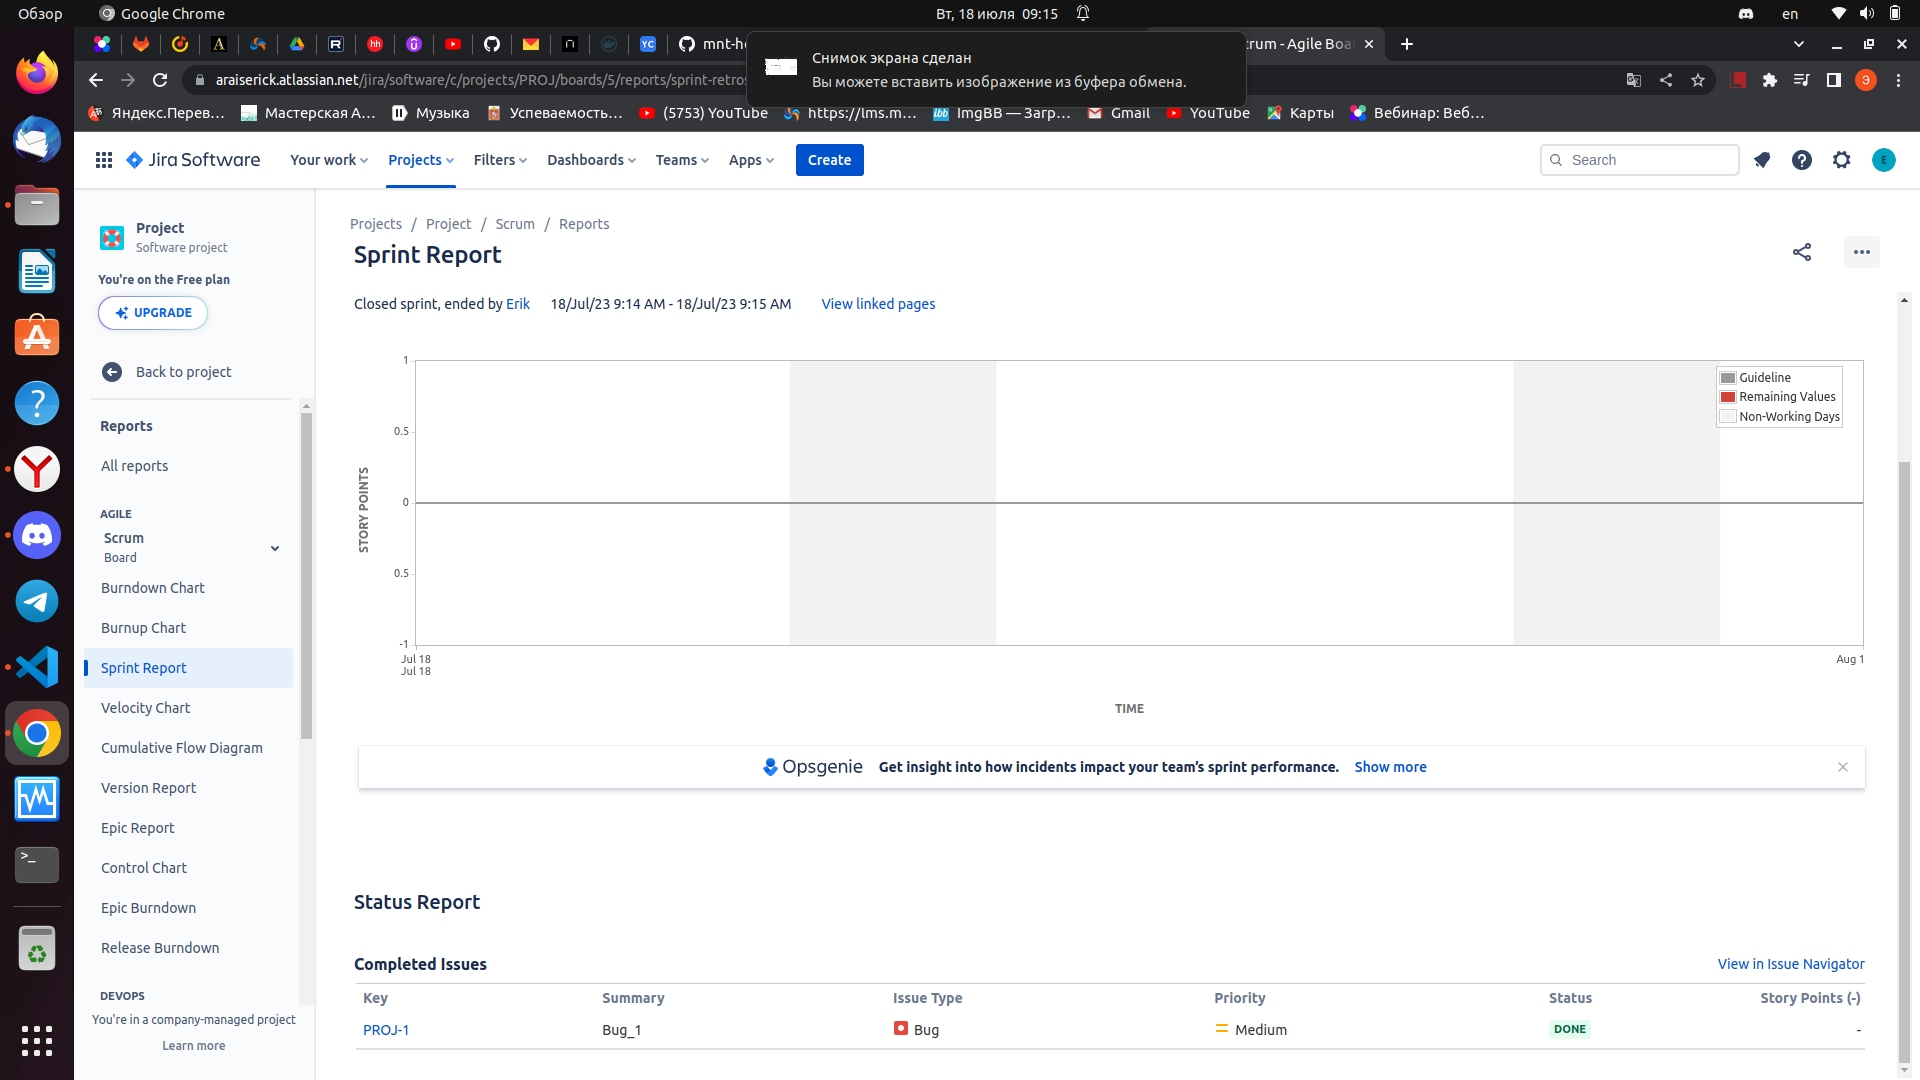 Обзор
Google Chrome
Вт, 18 июля 09:15
en
mnt-ho
crum - Agile Boa
Снимок экрана сделан
Вы можете вставить изображение из буфера обмена.
araiserick.atlassian.net/jira/software/c/projects/PROJ/boards/5/reports/sprint-retros
Яндекс.Перев…
Мастерская A…
Музыка
Успеваемость…
(5753) YouTube
https://lms.m…
ImgBB — Загр…
Gmail
YouTube
Карты
Вебинар: Веб…
Jira Software
Your work
Projects
Filters
Dashboards
Teams
Apps
Create
Search
E
Project
Software project
You're on the Free plan
UPGRADE
Back to project
Reports
All reports
AGILE
Scrum
Board
Burndown Chart
Burnup Chart
Sprint Report
Velocity Chart
Cumulative Flow Diagram
Version Report
Epic Report
Control Chart
Epic Burndown
Release Burndown
DEVOPS
You're in a company-managed project
Learn more
Projects / Project / Scrum / Reports
Sprint Report
Closed sprint, ended by Erik
18/Jul/23 9:14 AM - 18/Jul/23 9:15 AM
View linked pages
STORY POINTS
1
0.5
0
0.5
-1
Guideline
Remaining Values
Non-Working Days
Jul 18
Jul 18
Aug 1
TIME
Opsgenie
Get insight into how incidents impact your team’s sprint performance.
Show more
Status Report
Completed Issues
View in Issue Navigator
Key Summary Issue Type Priority Status Story Points (-)
PROJ-1 Bug_1 Bug Medium DONE -